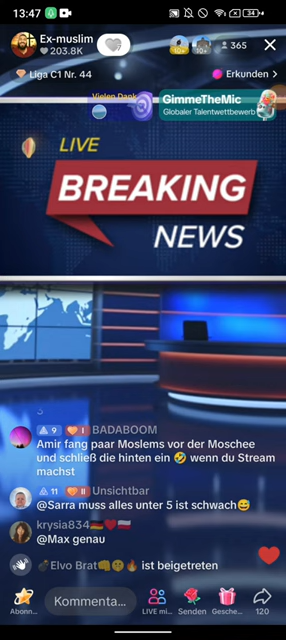 13:47
34
Ex-muslim
203.8K
10+
10+
365
Liga C1 Nr. 44
Erkunden
Vielen Dank
GimmeTheMic
Globaler Talentwettbewerb
LIVE
BREAKING
NEWS
9 I BADABOOM
Amir fang paar Moslems vor der Moschee
und schließ die hinten ein 🤣 wenn du Stream
machst
11 II Unsichtbar
@Sarra muss alles unter 5 ist schwach😅
krysia834🇩🇪❤️🇵🇱
@Max genau
Elvo Brat👊🤫🔥 ist beigetreten
Kommenta...
Abonn...
LIVE mi...
Senden
Gesche...
120